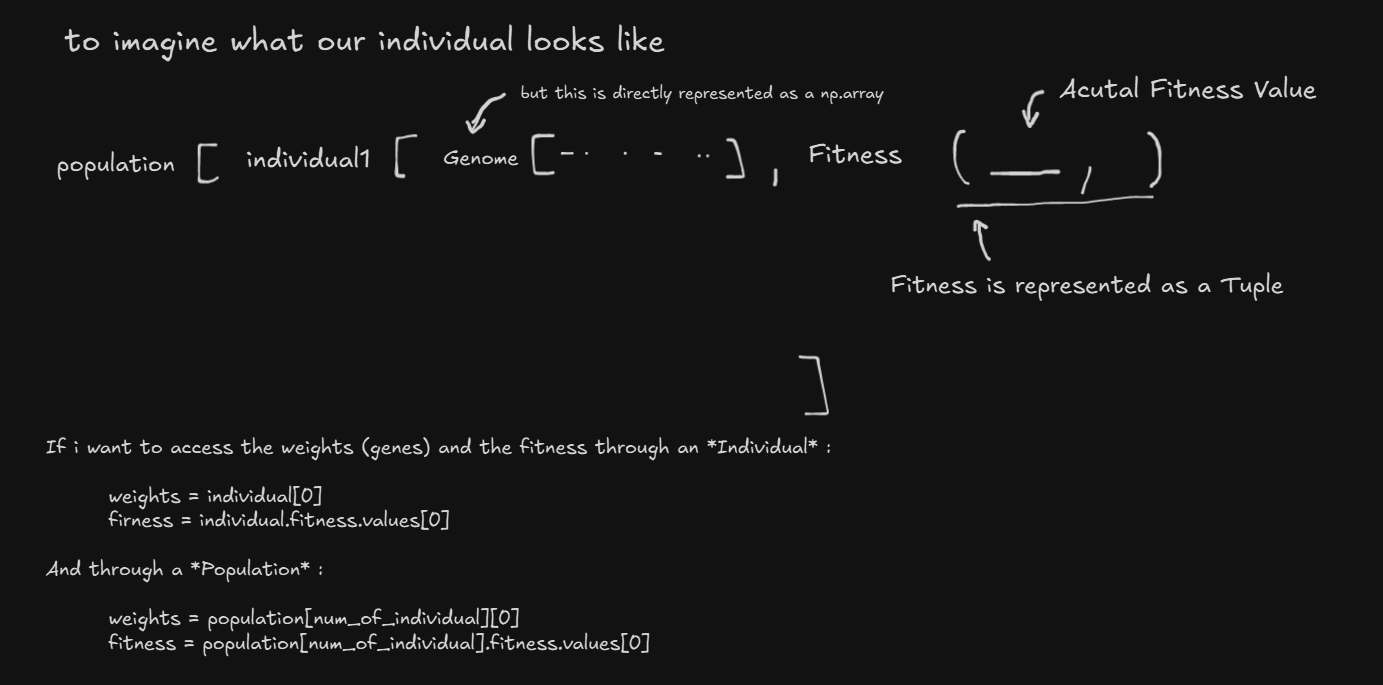 to imagine what our individual looks like
but this is directly represented as a np.array
Acutal Fitness Value
population [ individual1 [ Genome [-· · - ··] , Fitness ( __ , )
Fitness is represented as a Tuple
]
If i want to access the weights (genes) and the fitness through an *Individual* :
weights = individual[0]
firness = individual.fitness.values[0]
And through a *Population* :
weights = population[num_of_individual][0]
fitness = population[num_of_individual].fitness.values[0]